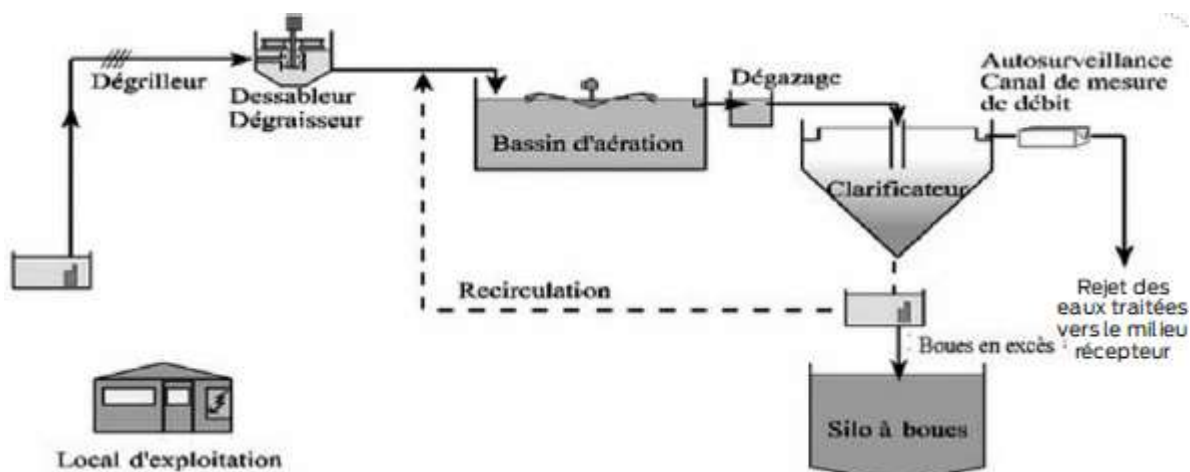 Dégrilleur
Dessableur
Dégraisseur
Bassin d'aération
Dégazage
Autosurveillance
Canal de mesure
de débit
Clarificateur
Recirculation
Boues en excès
Rejet des
eaux traitées
vers le milieu
récepteur
Silo à boues
Local d'exploitation